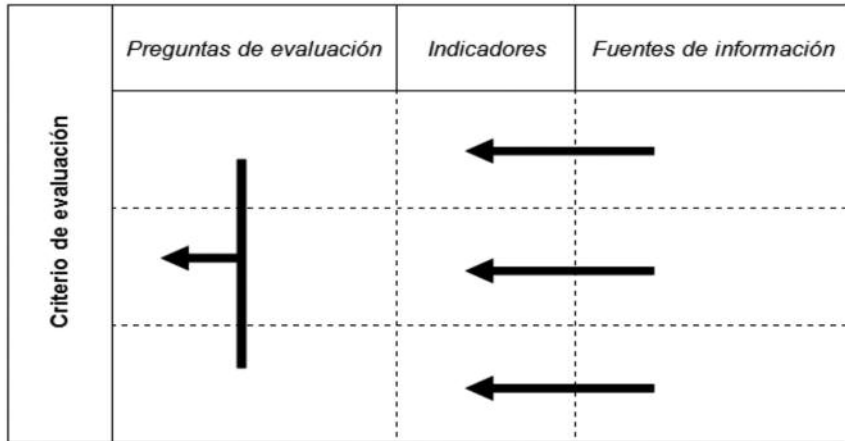 Preguntas de evaluación
Indicadores
Fuentes de información
Criterio de evaluación